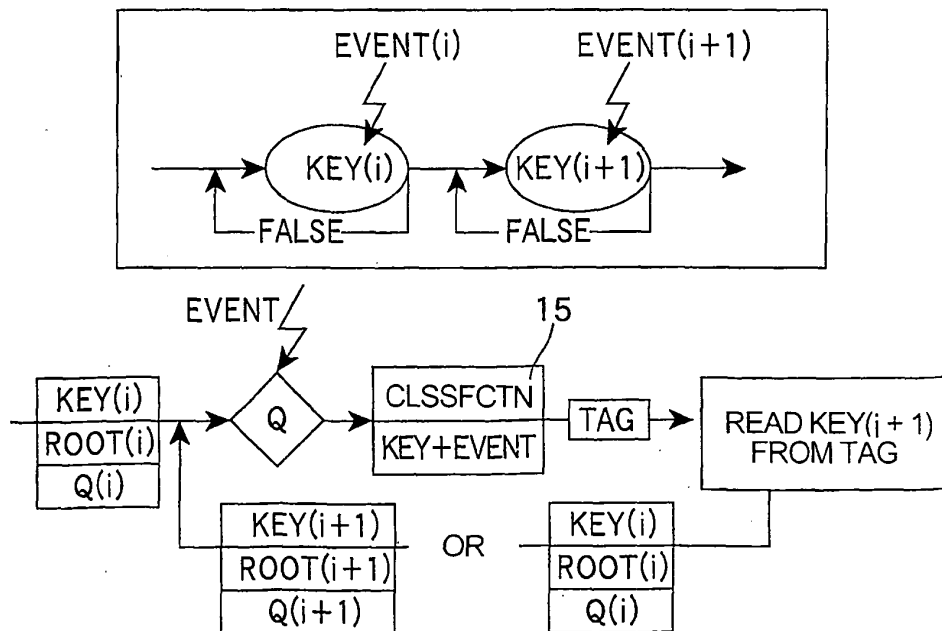 EVENT(i)
EVENT(i+1)
KEY(i)
KEY(i+1)
FALSE
FALSE
EVENT
15
KEY(i)
ROOT(i)
Q(i)
Q
CLSSFCTN
KEY+EVENT
TAG
READ KEY(i+1)
FROM TAG
KEY(i+1)
ROOT(i+1)
Q(i+1)
OR
KEY(i)
ROOT(i)
Q(i)